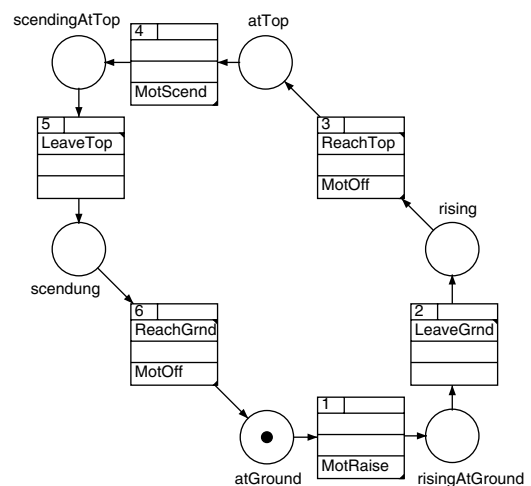 scendingAtTop
4
atTop
MotScend
5
LeaveTop
3
ReachTop
MotOff
rising
scendung
6
ReachGrnd
MotOff
2
LeaveGrnd
1
MotRaise
atGround
risingAtGround